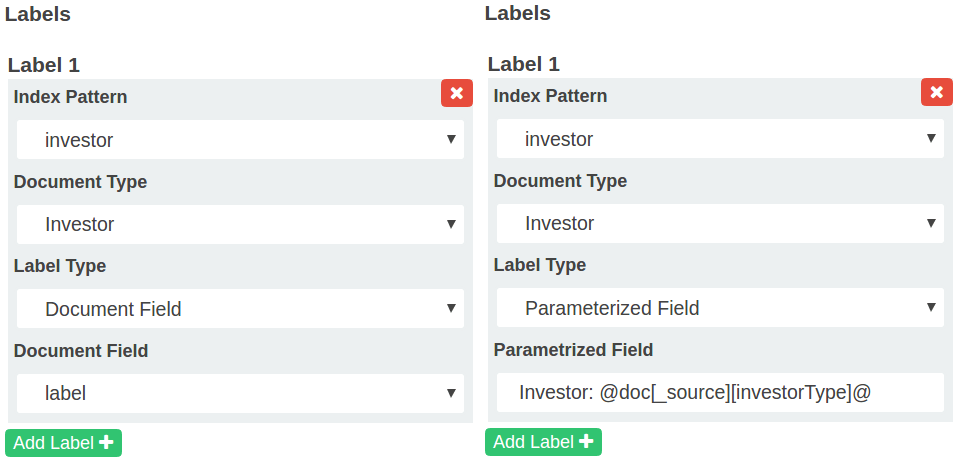 Labels
Label 1
Index Pattern
investor
Document Type
Investor
Label Type
Document Field
Document Field
label
Add Label
Labels
Label 1
Index Pattern
investor
Document Type
Investor
Label Type
Parameterized Field
Parametrized Field
Investor: @doc[_source][investorType]@
Add Label